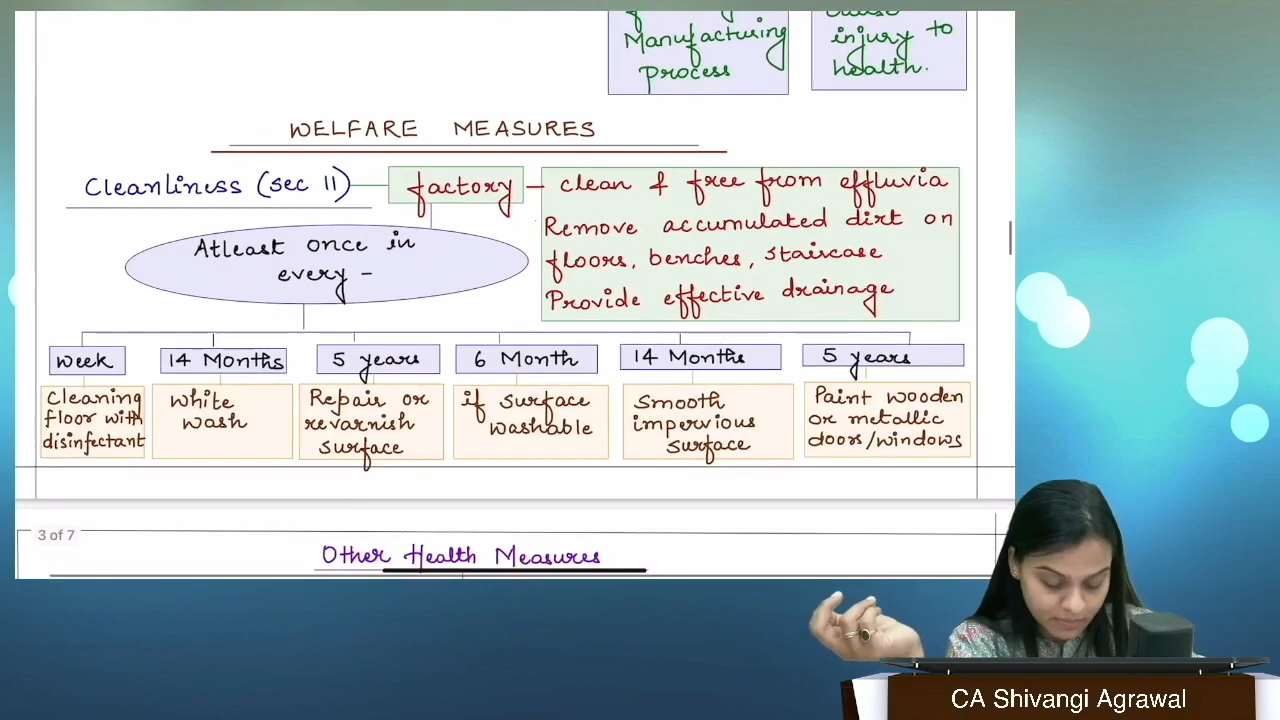 Manufacturing
process
injury to
health.
WELFARE MEASURES
Cleanliness (sec 11)
factory
clean & free from effluvia
Remove accumulated dirt on
floors, benches, staircase
Provide effective drainage
Atleast once in
every -
week
14 Months
5 years
6 Month
14 Months
5 years
Cleaning
floor with
disinfectant
white
wash
Repair or
revarnish
surface
if surface
washable
Smooth
impervious
surface
Paint wooden
or metallic
doors/windows
3 of 7
Other Health Measures
CA Shivangi Agrawal